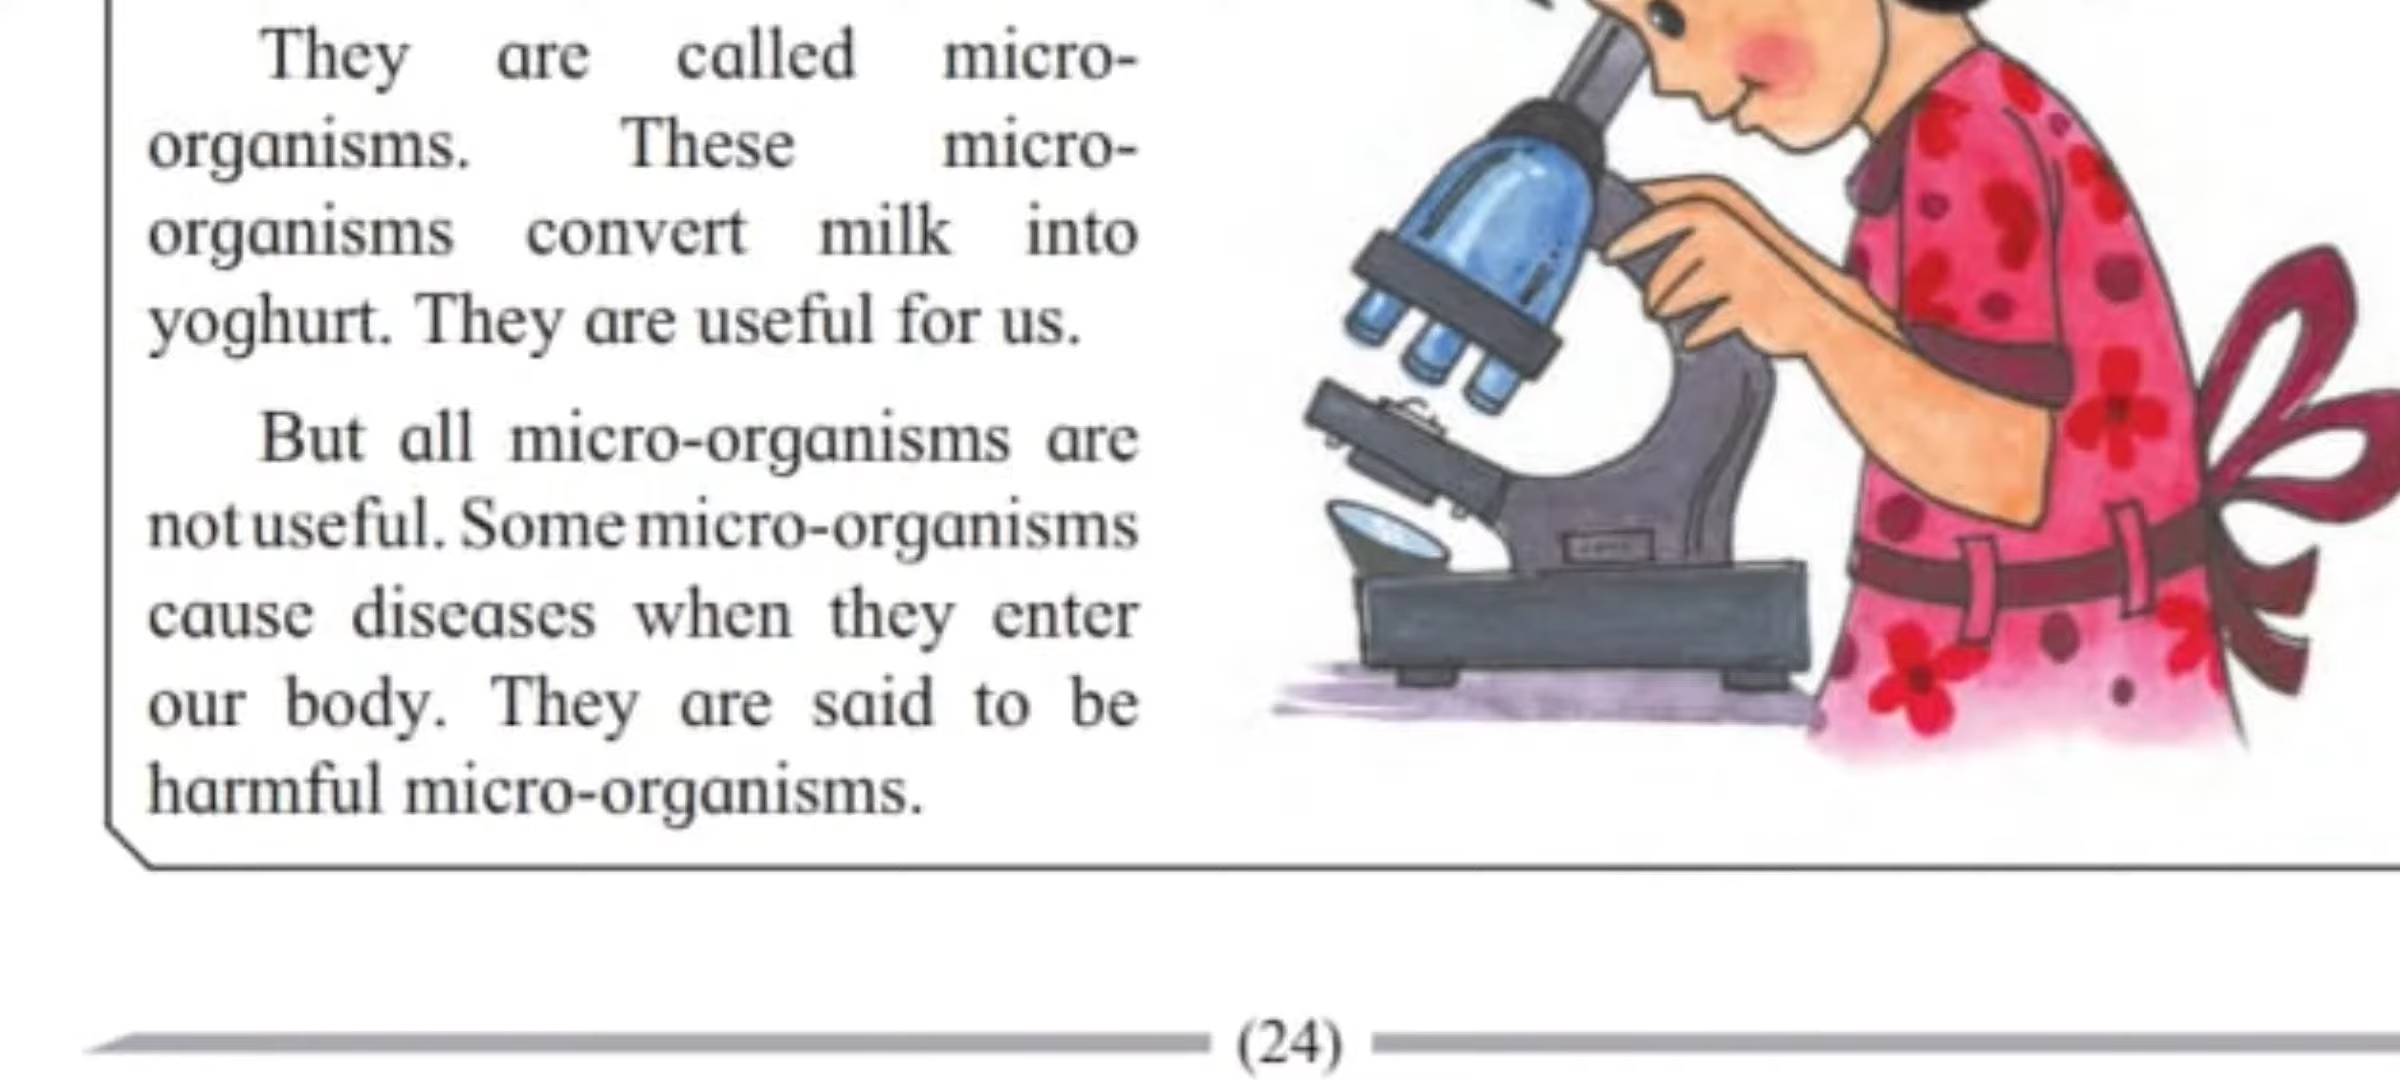 They are called micro-
organisms. These micro-
organisms convert milk into
yoghurt. They are useful for us.
But all micro-organisms are
not useful. Some micro-organisms
cause diseases when they enter
our body. They are said to be
harmful micro-organisms.
(24)